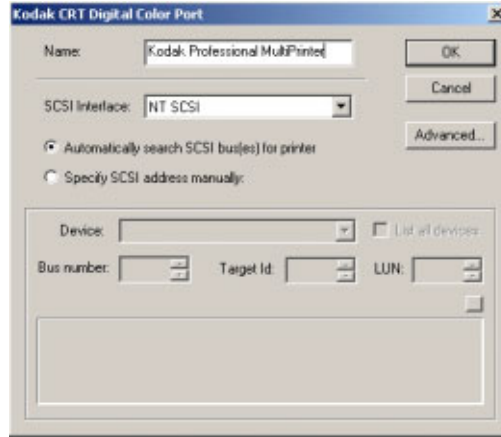 Kodak CRT Digital Color Port
Name: Kodak Professional MultiPrinter
OK
Cancel
SCSI Interface: NT SCSI
Advanced...
Automatically search SCSI bus(es) for printer
Specify SCSI address manually:
Device: List all devices
Bus number: Target Id: LUN: